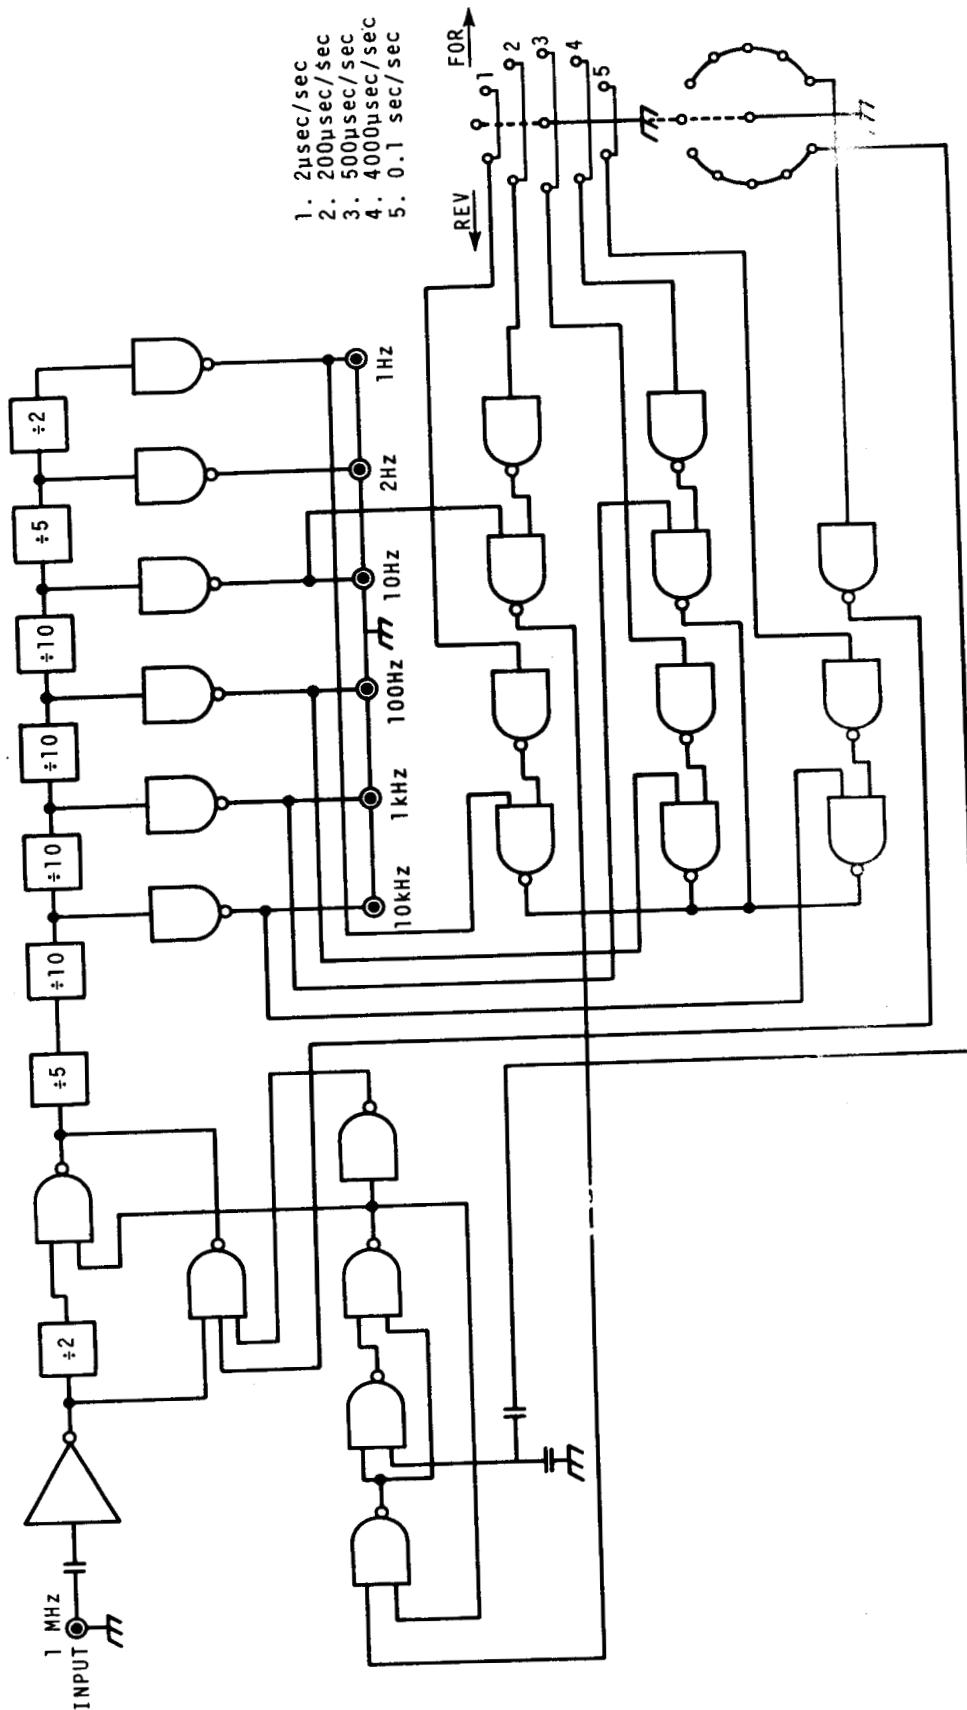 1. 2µsec/sec
2. 200µsec/sec
3. 500µsec/sec
4. 4000µsec/sec
5. 0.1 sec/sec
REV
FOR
1
2
3
4
5
1 MHz
INPUT
÷2
÷5
÷10
÷10
÷10
÷10
÷5
÷2
10kHz
1kHz
100Hz
10Hz
2Hz
1Hz